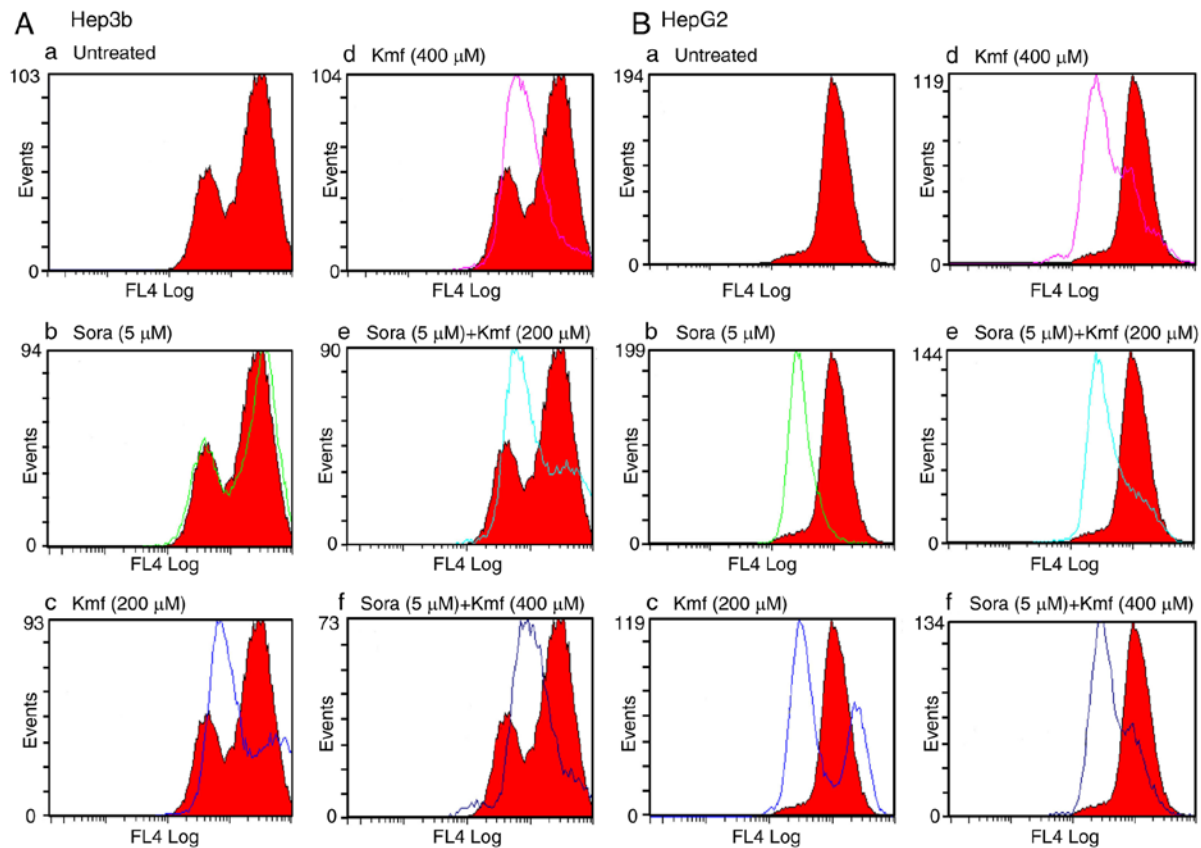 A Hep3b
a Untreated
103
Events
0
FL4 Log
d Kmf (400 µM)
104
Events
0
FL4 Log
b Sora (5 µM)
94
Events
0
FL4 Log
e Sora (5 µM)+Kmf (200 µM)
90
Events
0
FL4 Log
c Kmf (200 µM)
93
Events
0
FL4 Log
f Sora (5 µM)+Kmf (400 µM)
73
Events
0
FL4 Log
B HepG2
a Untreated
194
Events
0
FL4 Log
d Kmf (400 µM)
119
Events
0
FL4 Log
b Sora (5 µM)
199
Events
0
FL4 Log
e Sora (5 µM)+Kmf (200 µM)
144
Events
0
FL4 Log
c Kmf (200 µM)
119
Events
0
FL4 Log
f Sora (5 µM)+Kmf (400 µM)
134
Events
0
FL4 Log